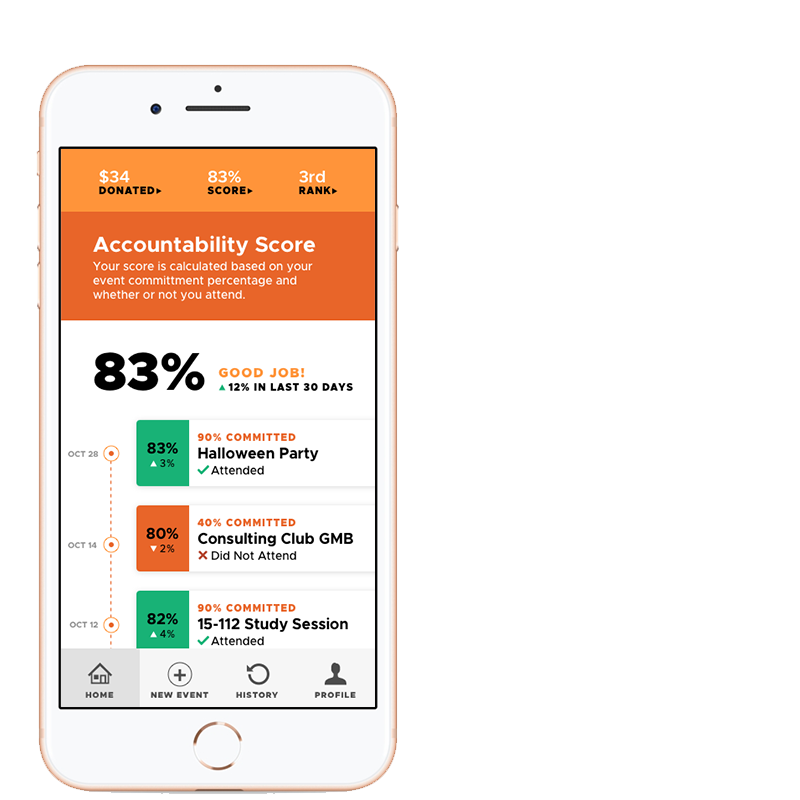 $34
DONATED▸
83%
SCORE▸
3rd
RANK▸
Accountability Score
Your score is calculated based on your
event committment percentage and
whether or not you attend.
83%
GOOD JOB!
▲ 12% IN LAST 30 DAYS
OCT 28
83%
▲ 3%
90% COMMITTED
Halloween Party
✓ Attended
OCT 14
80%
▼ 2%
40% COMMITTED
Consulting Club GMB
✕ Did Not Attend
OCT 12
82%
▲ 4%
90% COMMITTED
15-112 Study Session
✓ Attended
HOME
NEW EVENT
HISTORY
PROFILE